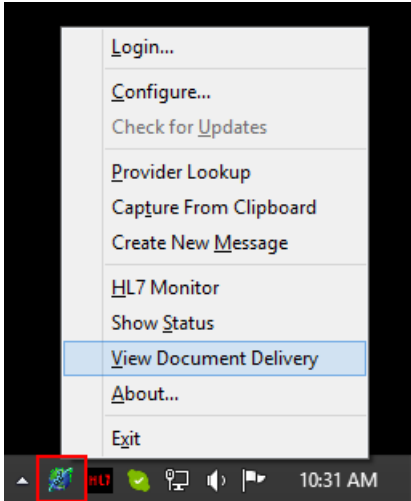 Login...
Configure...
Check for Updates
Provider Lookup
Capture From Clipboard
Create New Message
HL7 Monitor
Show Status
View Document Delivery
About...
Exit
HL7 10:31 AM